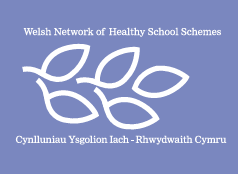 Welsh Network of Healthy School Schemes
Cynlluniau Ysgolion Iach - Rhwydwaith Cymru